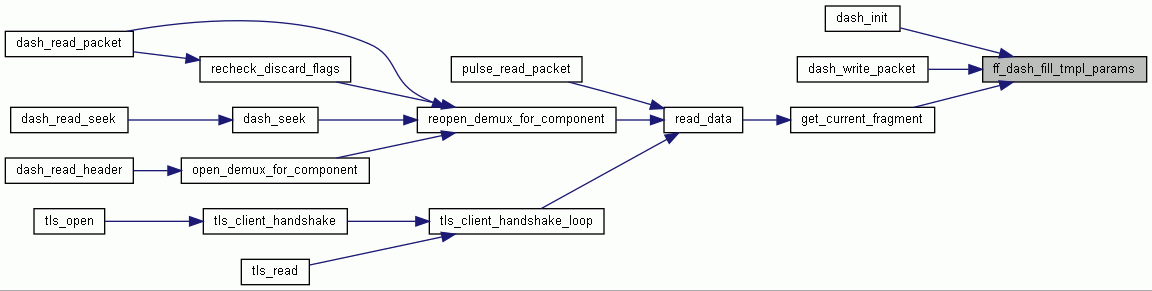 dash_init
dash_read_packet
recheck_discard_flags
pulse_read_packet
dash_write_packet
ff_dash_fill_tmpl_params
dash_read_seek
dash_seek
reopen_demux_for_component
read_data
get_current_fragment
dash_read_header
open_demux_for_component
tls_open
tls_client_handshake
tls_client_handshake_loop
tls_read